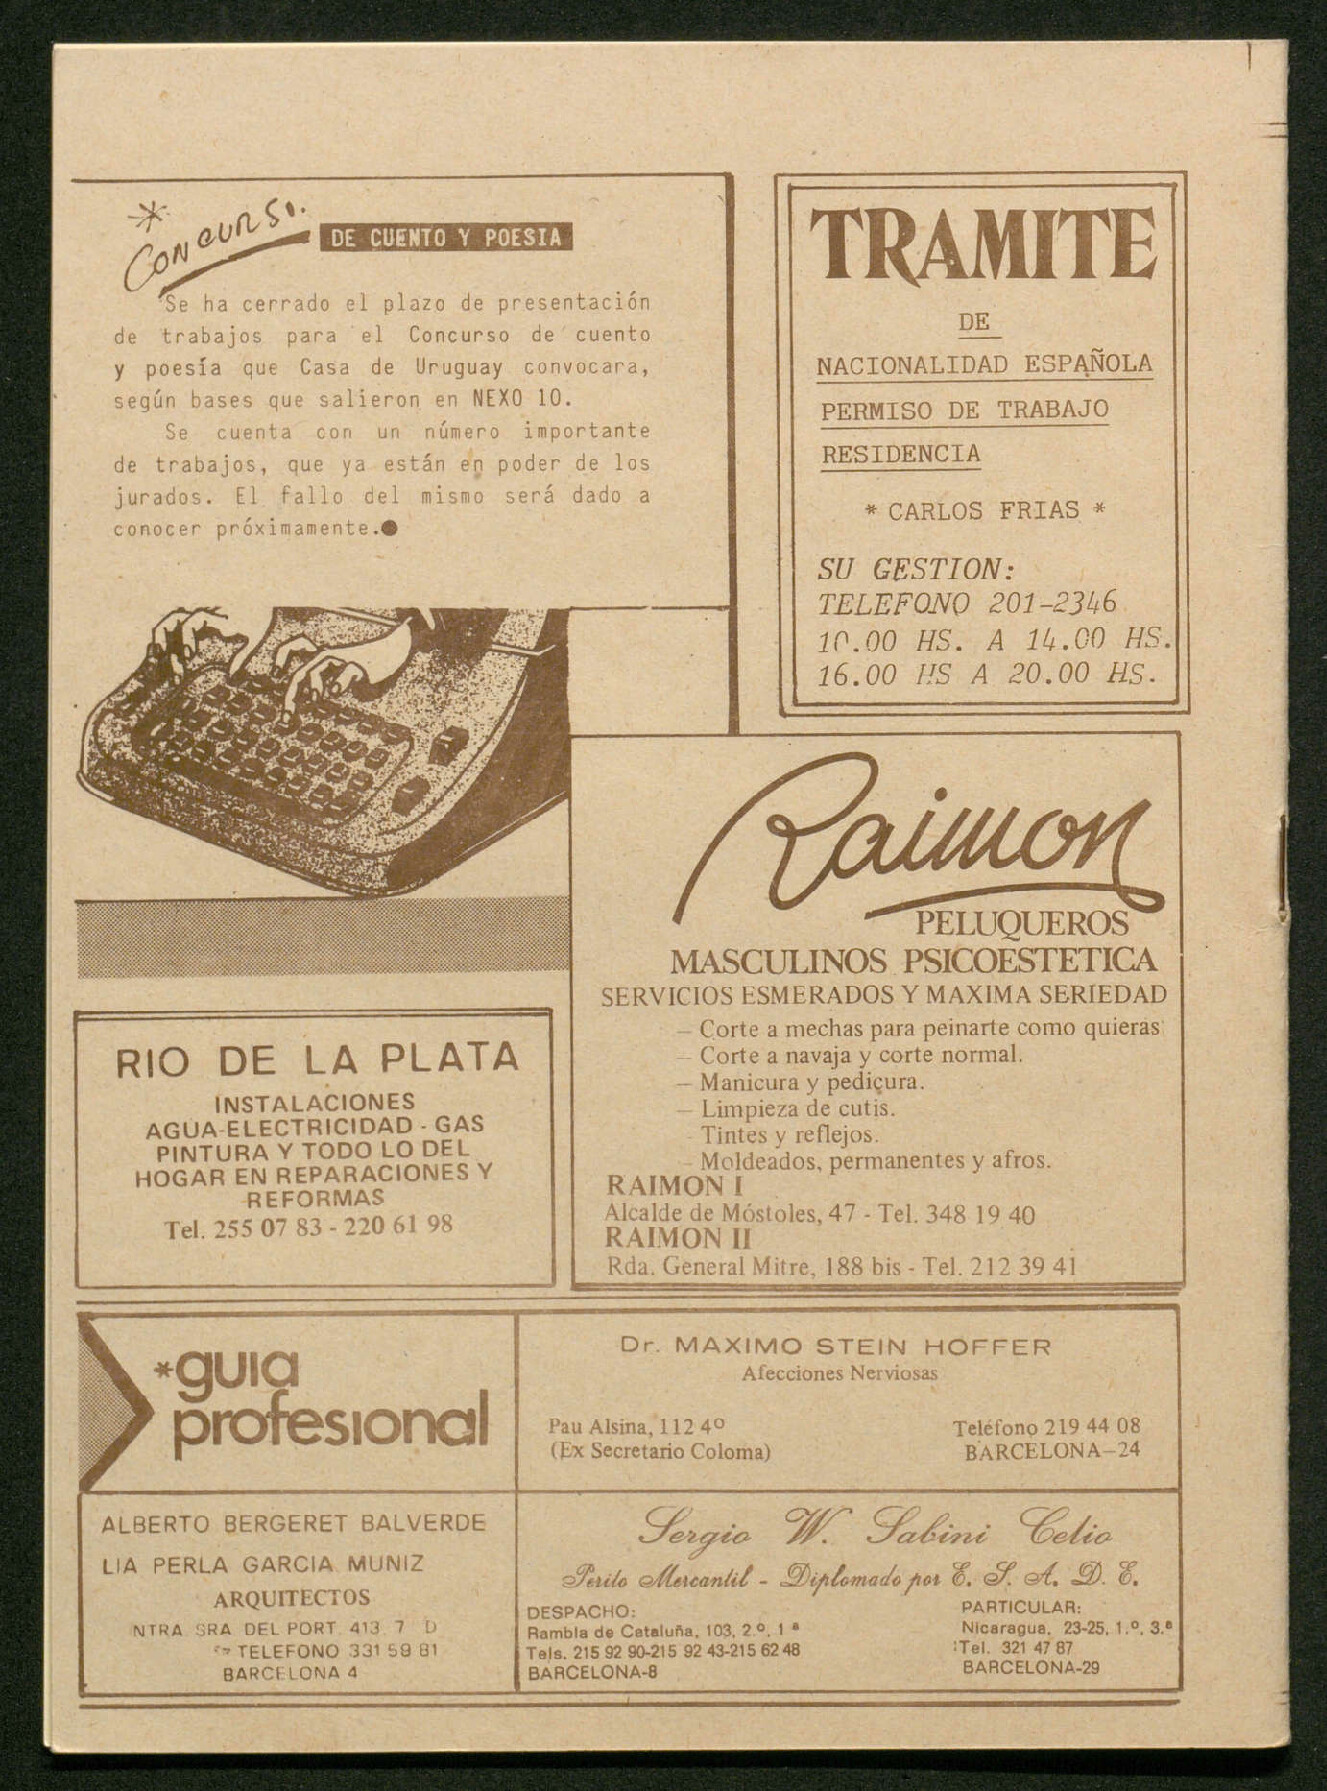 *Concurso.
DE CUENTO Y POESIA
Se ha cerrado el plazo de presentación
de trabajos para el Concurso de cuento
y poesía que Casa de Uruguay convocara,
según bases que salieron en NEXO 10.
Se cuenta con un número importante
de trabajos, que ya están en poder de los
jurados. El fallo del mismo será dado a
conocer próximamente.●
TRAMITE
DE
NACIONALIDAD ESPAÑOLA
PERMISO DE TRABAJO
RESIDENCIA
* CARLOS FRIAS *
SU GESTION:
TELEFONO 201-2346
10.00 HS. A 14.00 HS.
16.00 HS A 20.00 HS.
Raimon
PELUQUEROS
MASCULINOS PSICOESTETICA
SERVICIOS ESMERADOS Y MAXIMA SERIEDAD
– Corte a mechas para peinarte como quieras
– Corte a navaja y corte normal.
– Manicura y pedicura.
– Limpieza de cutis.
- Tintes y reflejos.
– Moldeados, permanentes y afros.
RAIMON I
Alcalde de Móstoles, 47 - Tel. 348 19 40
RAIMON II
Rda. General Mitre, 188 bis - Tel. 212 39 41
RIO DE LA PLATA
INSTALACIONES
AGUA-ELECTRICIDAD - GAS
PINTURA Y TODO LO DEL
HOGAR EN REPARACIONES Y
REFORMAS
Tel. 255 07 83 - 220 61 98
*guia
profesional
Dr. MAXIMO STEIN HOFFER
Afecciones Nerviosas
Pau Alsina, 112 4º
(Ex Secretario Coloma)
Teléfono 219 44 08
BARCELONA–24
ALBERTO BERGERET BALVERDE
LIA PERLA GARCIA MUNIZ
ARQUITECTOS
NTRA SRA DEL PORT. 413 7 D
TELEFONO 331 59 81
BARCELONA 4
Sergio W. Sabini Celio
Perito Mercantil - Diplomado por E. S. A. D. E.
DESPACHO:
Rambla de Cataluña, 103, 2.º, 1 ª
Tels. 215 92 90-215 92 43-215 62 48
BARCELONA-8
PARTICULAR:
Nicaragua, 23-25, 1.º, 3.ª
Tel. 321 47 87
BARCELONA-29